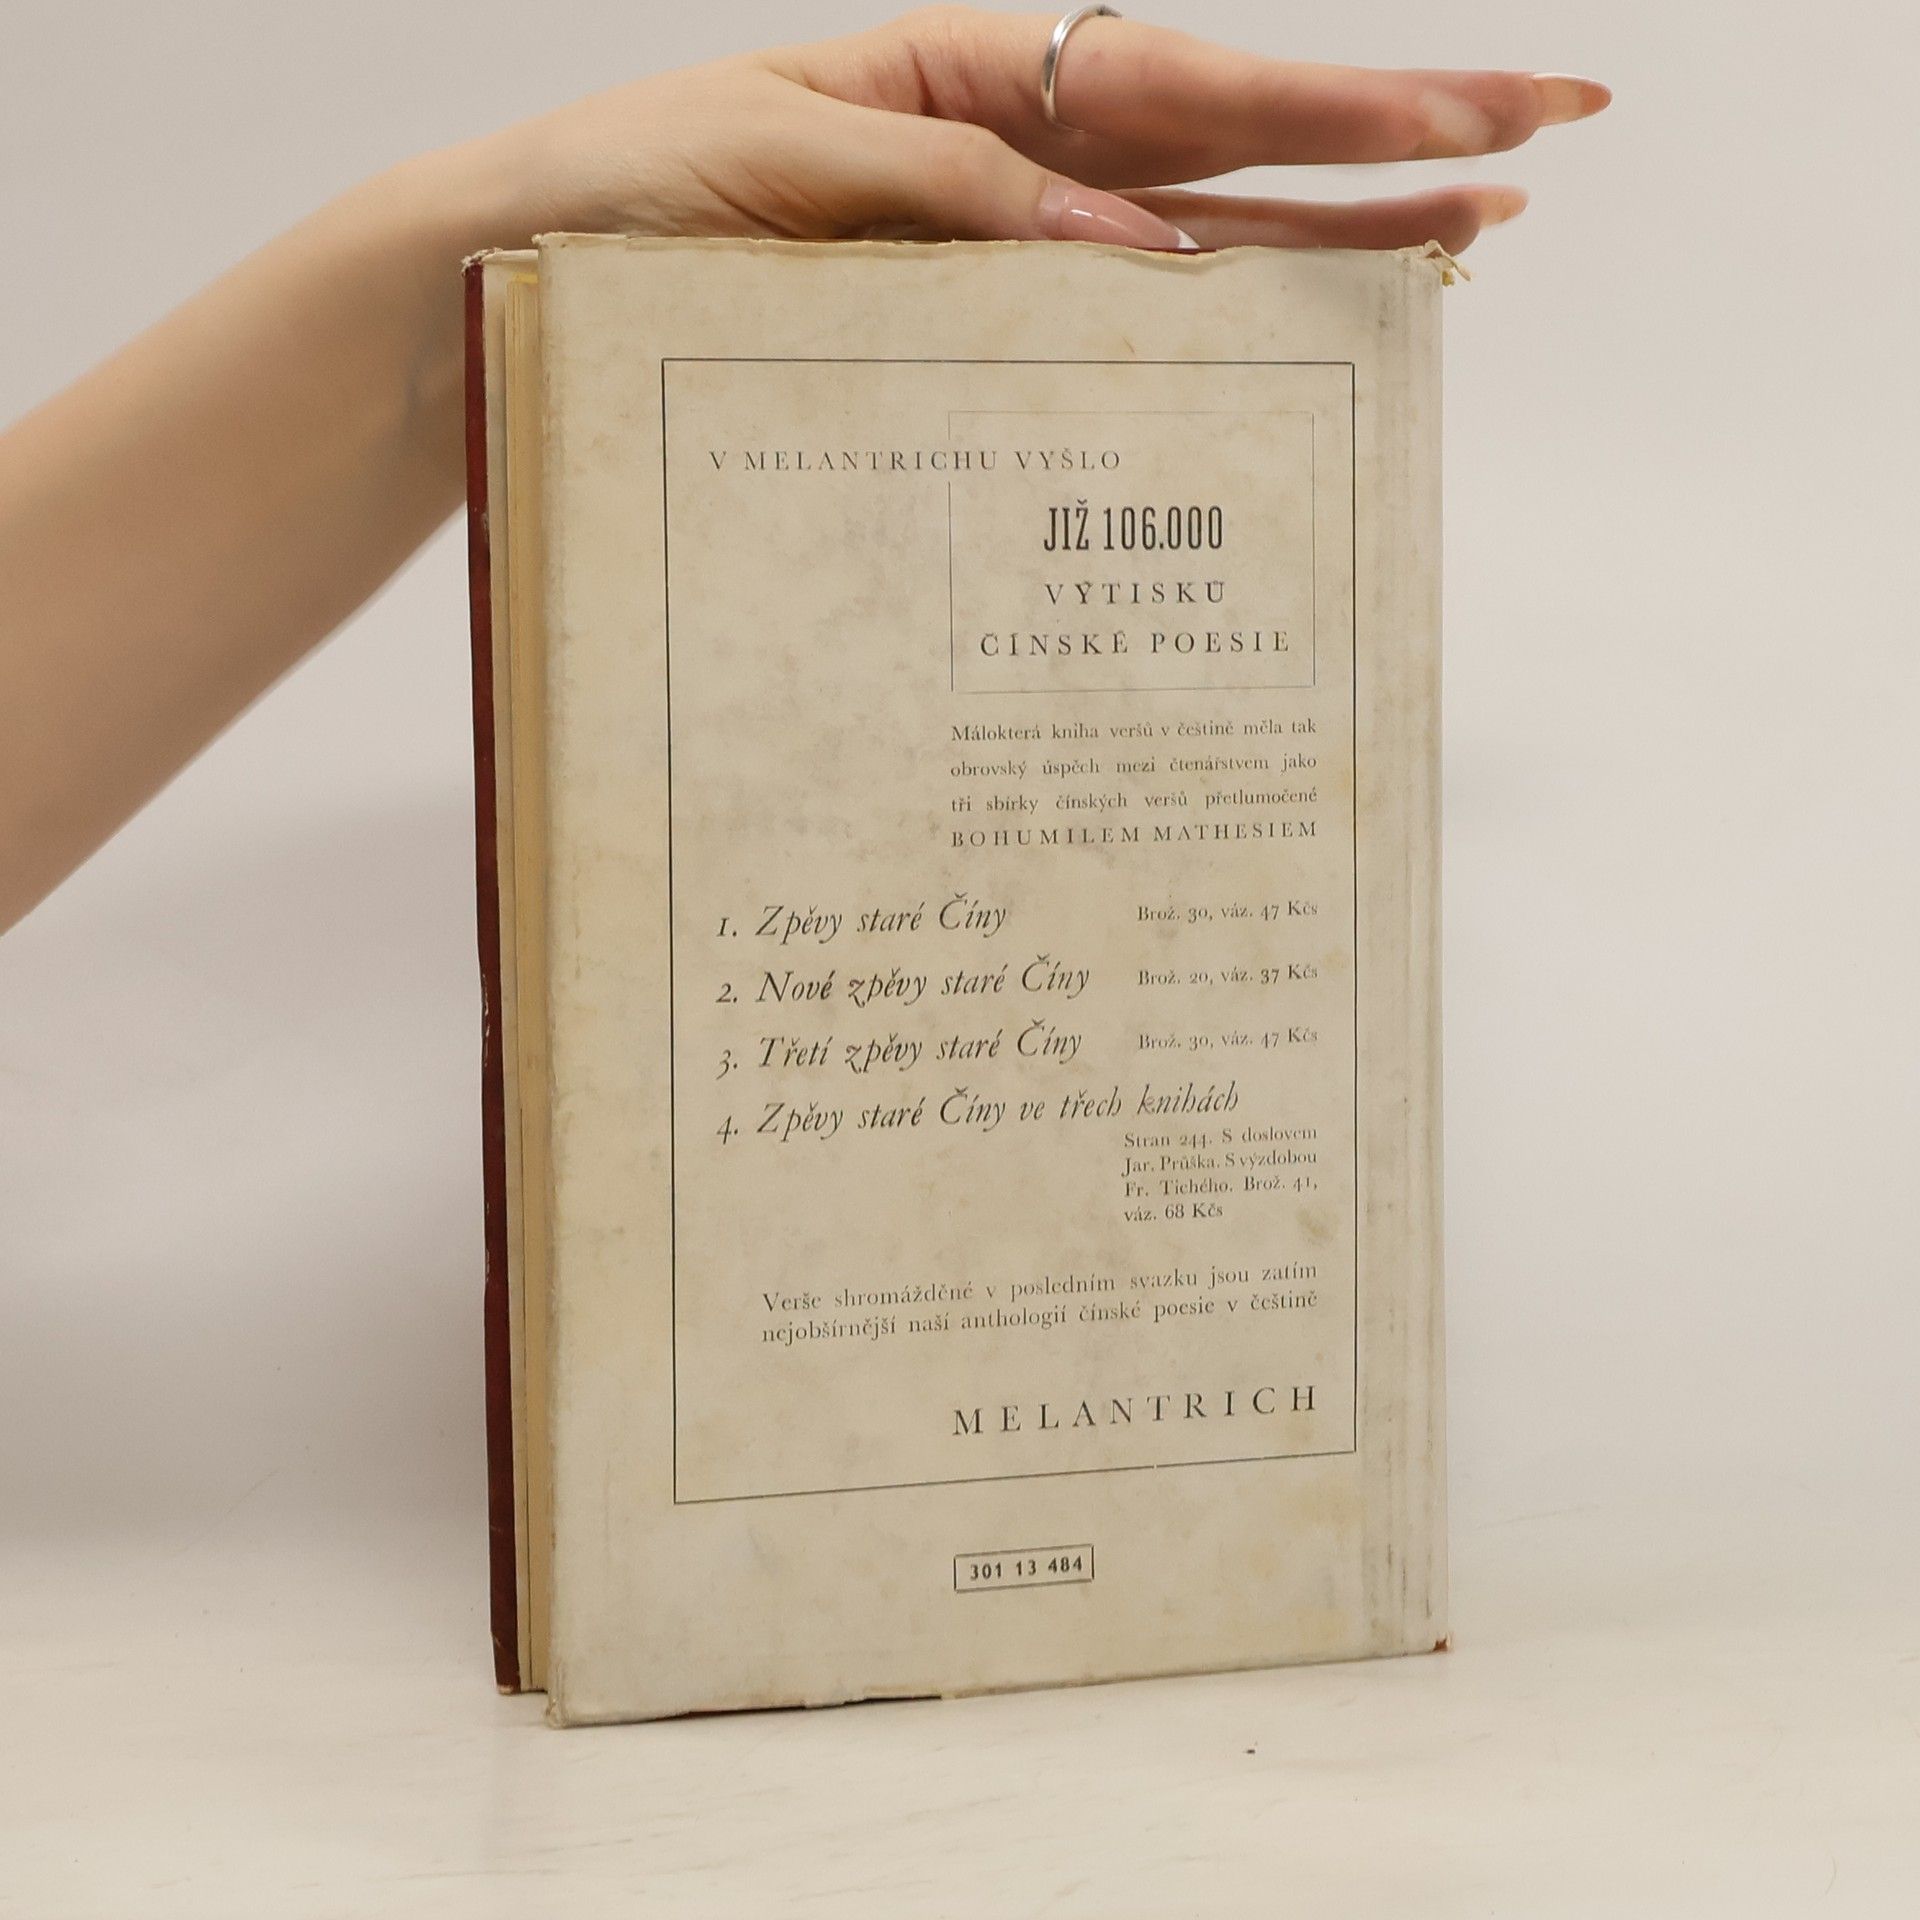 V MELANTRICHU VYŠLO
JIŽ 106.000
VÝTISKŮ
ČÍNSKÉ POESIE
Málokterá kniha veršů v češtině měla tak
obrovský úspěch mezi čtenářstvem jako
tři sbírky čínských veršů přetlumočené
BOHUMILEM MATHESIEM
1. Zpěvy staré Číny Brož. 30, váz. 47 Kčs
2. Nové zpěvy staré Číny Brož. 20, váz. 37 Kčs
3. Třetí zpěvy staré Číny Brož. 30, váz. 47 Kčs
4. Zpěvy staré Číny ve třech knihách
Stran 244. S doslovem
Jar. Průška. S výzdobou
Fr. Tichého. Brož. 41,
váz. 68 Kčs
Verše shromážděné v posledním svazku jsou zatím
nejobšírnější naší anthologií čínské poesie v češtině
MELANTRICH
301 13 484